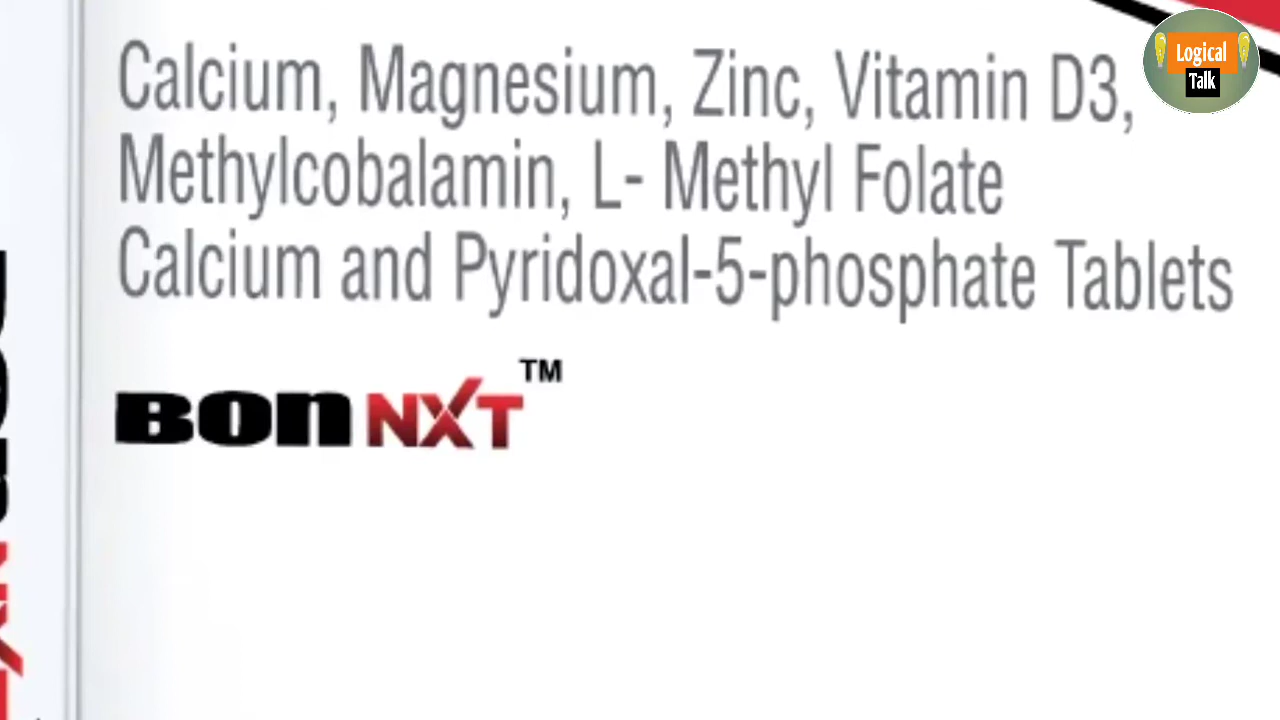 Calcium, Magnesium, Zinc, Vitamin D3,
Methylcobalamin, L- Methyl Folate
Calcium and Pyridoxal-5-phosphate Tablets
BON NXT™
Logical
Talk